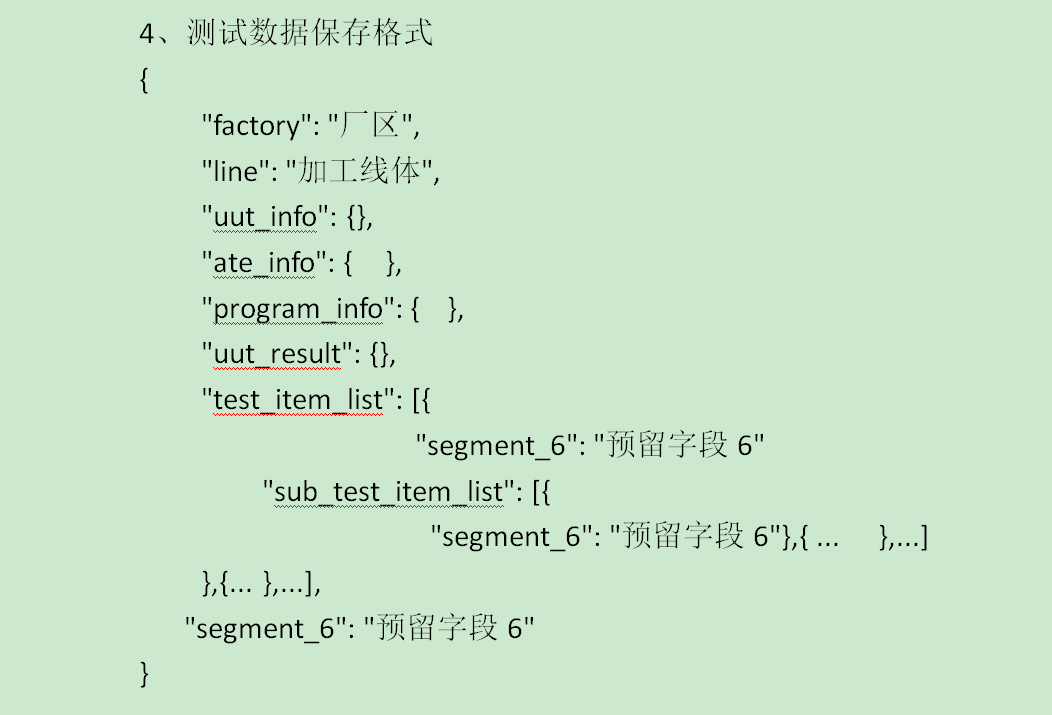 4、测试数据保存格式
{
"factory": "厂区",
"line": "加工线体",
"uut_info": {},
"ate_info": { },
"program_info": { },
"uut_result": {},
"test_item_list": [{
"segment_6": "预留字段 6"
"sub_test_item_list": [{
"segment_6": "预留字段 6"},{ ... },...]
},{... },...],
"segment_6": "预留字段 6"
}